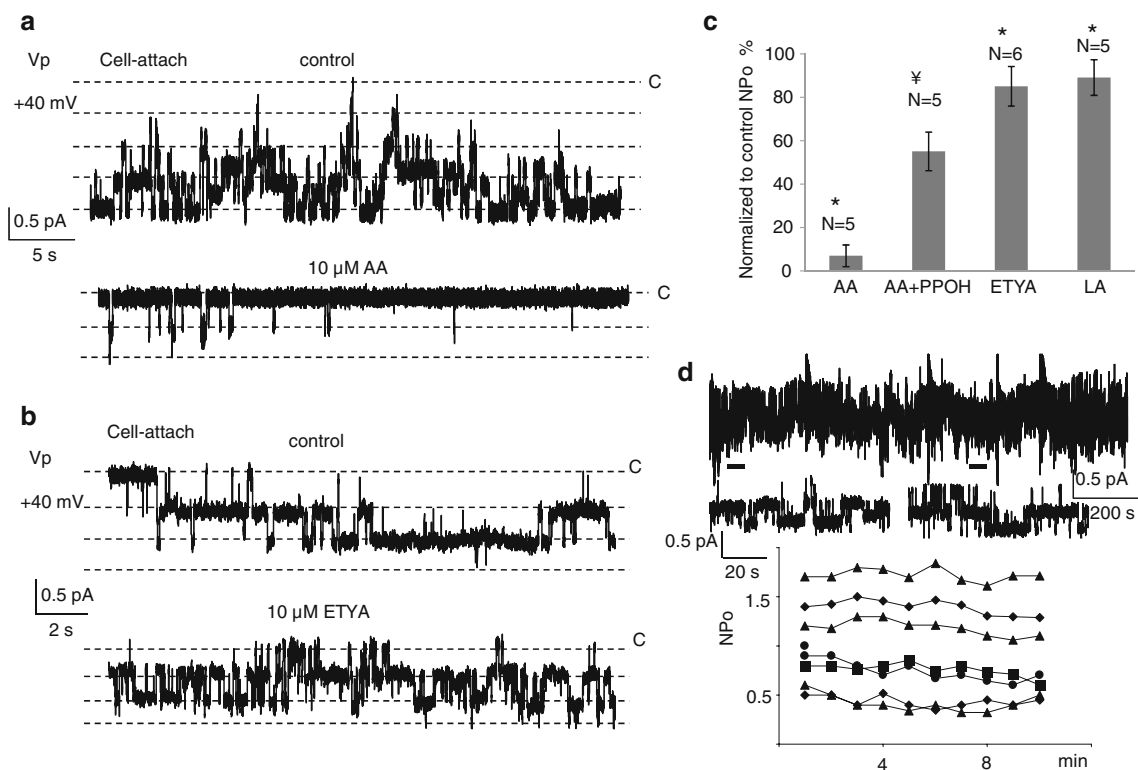 a
Cell-attach
control
Vp
C
+40 mV
0.5 pA
5 s
10 µM AA
C
b
Cell-attach
control
Vp
C
+40 mV
0.5 pA
2 s
10 µM ETYA
C
c
Normalized to control NPo %
100
80
60
40
20
0
*
N=5
¥
N=5
*
N=6
*
N=5
AA
AA+PPOH
ETYA
LA
d
0.5 pA
200 s
0.5 pA
20 s
NPo
1.5
0.5
4
8
min